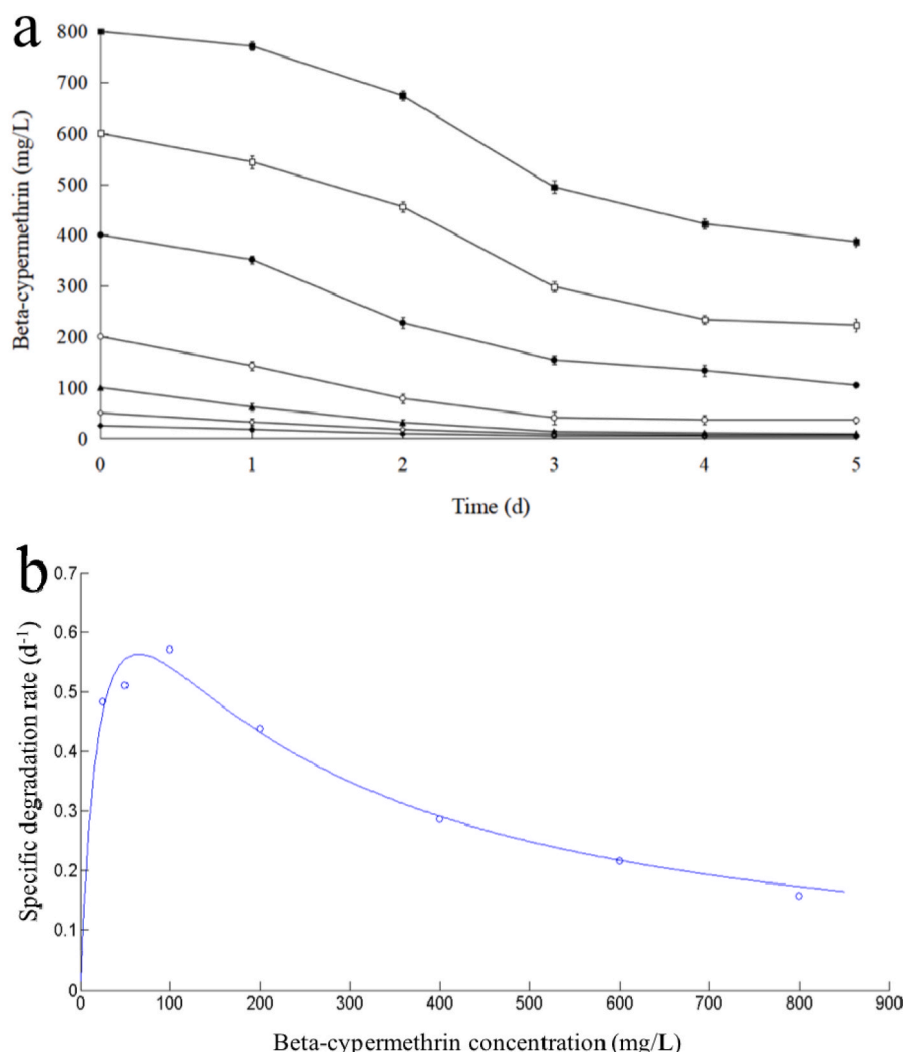 a
800
700
600
500
400
300
200
100
0
Beta-cypermethrin (mg/L)
0 1 2 3 4 5
Time (d)
b
0.7
0.6
0.5
0.4
0.3
0.2
0.1
0
Specific degradation rate (d⁻¹)
0 100 200 300 400 500 600 700 800 900
Beta-cypermethrin concentration (mg/L)